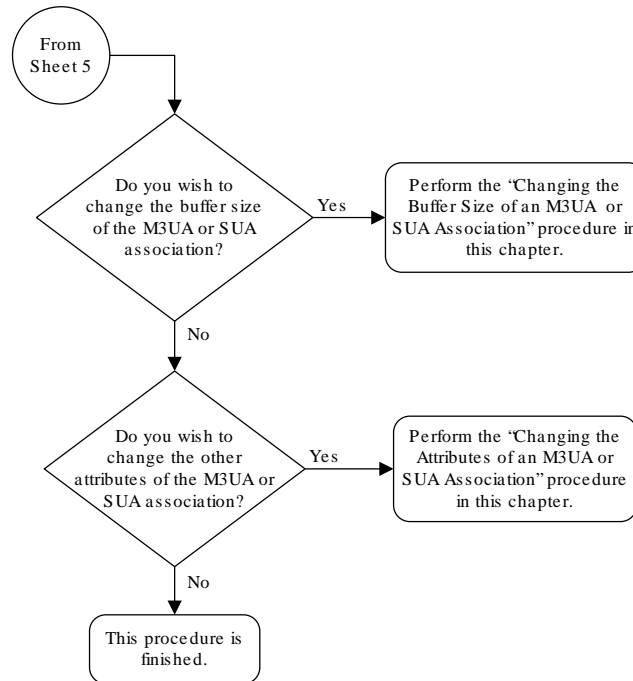 From
Sheet 5
Do you wish to
change the buffer size
of the M3UA or SUA
association?
Yes
Perform the “Changing the
Buffer Size of an M3UA or
SUA Association” procedure in
this chapter.
No
Do you wish to
change the other
attributes of the M3UA or
SUA association?
Yes
Perform the “Changing the
Attributes of an M3UA or
SUA Association” procedure
in this chapter.
No
This procedure is
finished.